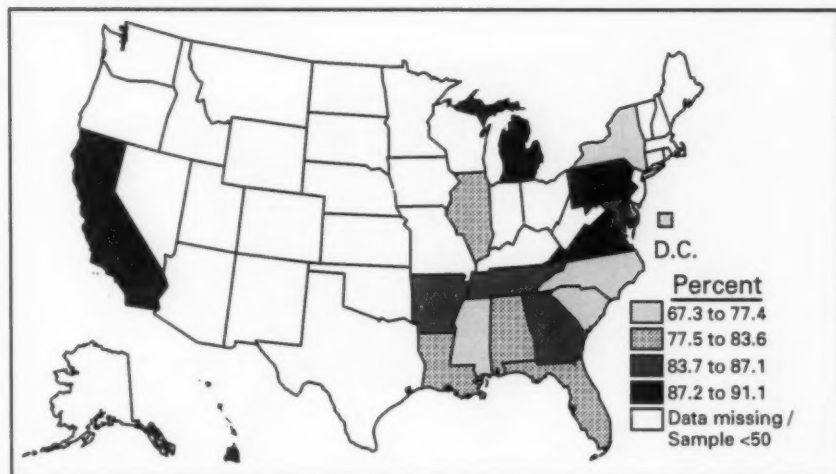 D.C.
Percent
67.3 to 77.4
77.5 to 83.6
83.7 to 87.1
87.2 to 91.1
Data missing /
Sample <50